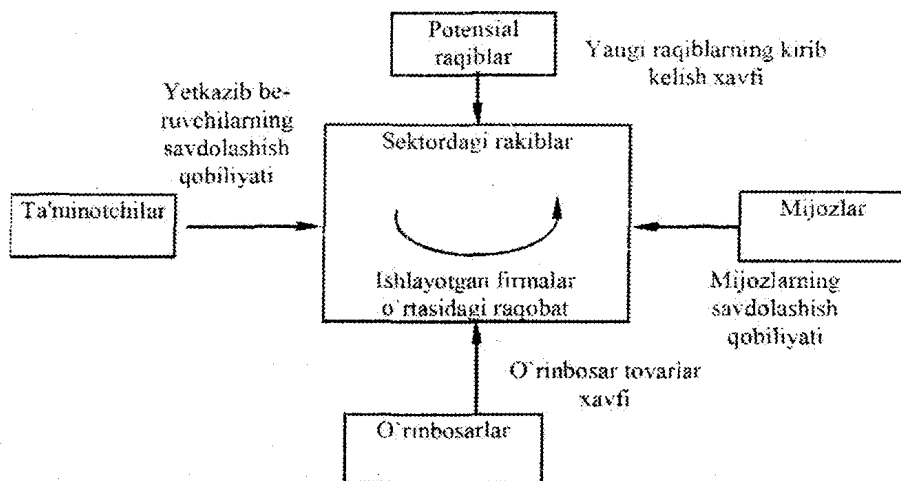 Potensial
raqiblar
Yangi raqiblarning kirib
kelish xavfi
Yetkazib be-
ruvchilarning
savdolashish
qobiliyati
Sektordagi rakiblar
Ta'minotchilar
Mijozlar
Ishlayotgan firmalar
o`rtasidagi raqobat
Mijozlarning
savdolashish
qobiliyati
O`rinbosar tovarlar
xavfi
O`rinbosarlar